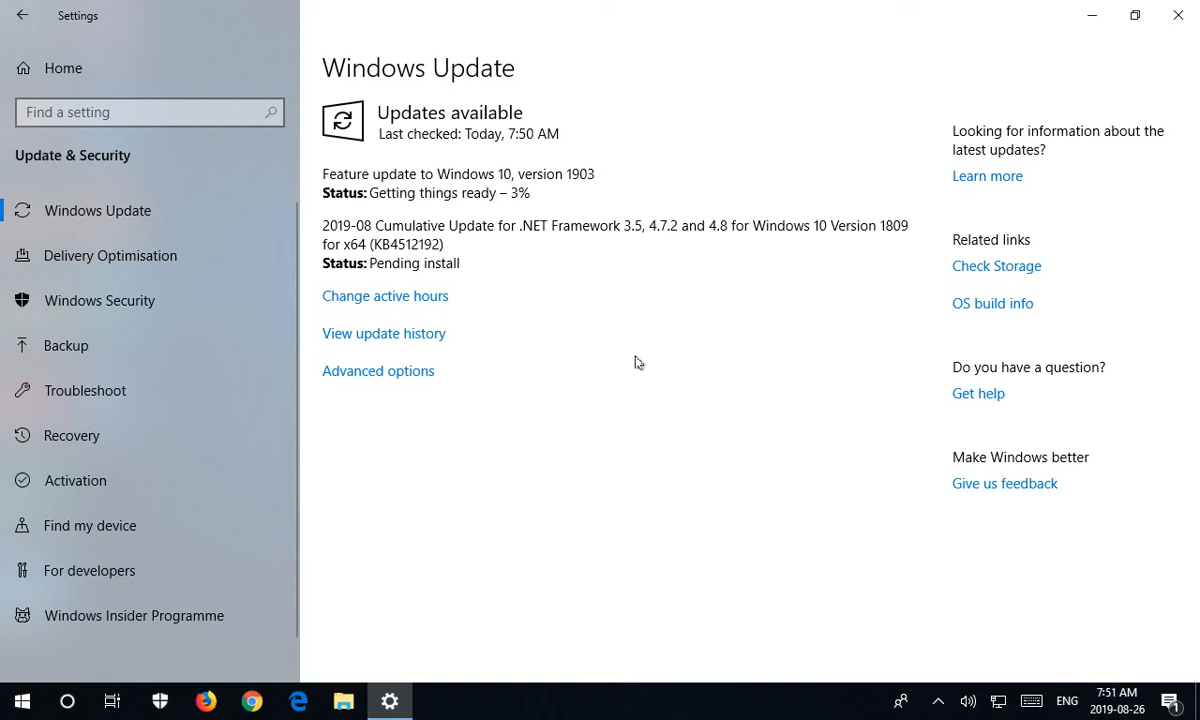 Settings
Home
Find a setting
Update & Security
Windows Update
Delivery Optimisation
Windows Security
Backup
Troubleshoot
Recovery
Activation
Find my device
For developers
Windows Insider Programme
Windows Update
Updates available
Last checked: Today, 7:50 AM
Feature update to Windows 10, version 1903
Status: Getting things ready – 3%
2019-08 Cumulative Update for .NET Framework 3.5, 4.7.2 and 4.8 for Windows 10 Version 1809
for x64 (KB4512192)
Status: Pending install
Change active hours
View update history
Advanced options
Looking for information about the
latest updates?
Learn more
Related links
Check Storage
OS build info
Do you have a question?
Get help
Make Windows better
Give us feedback
ENG
7:51 AM
2019-08-26
1